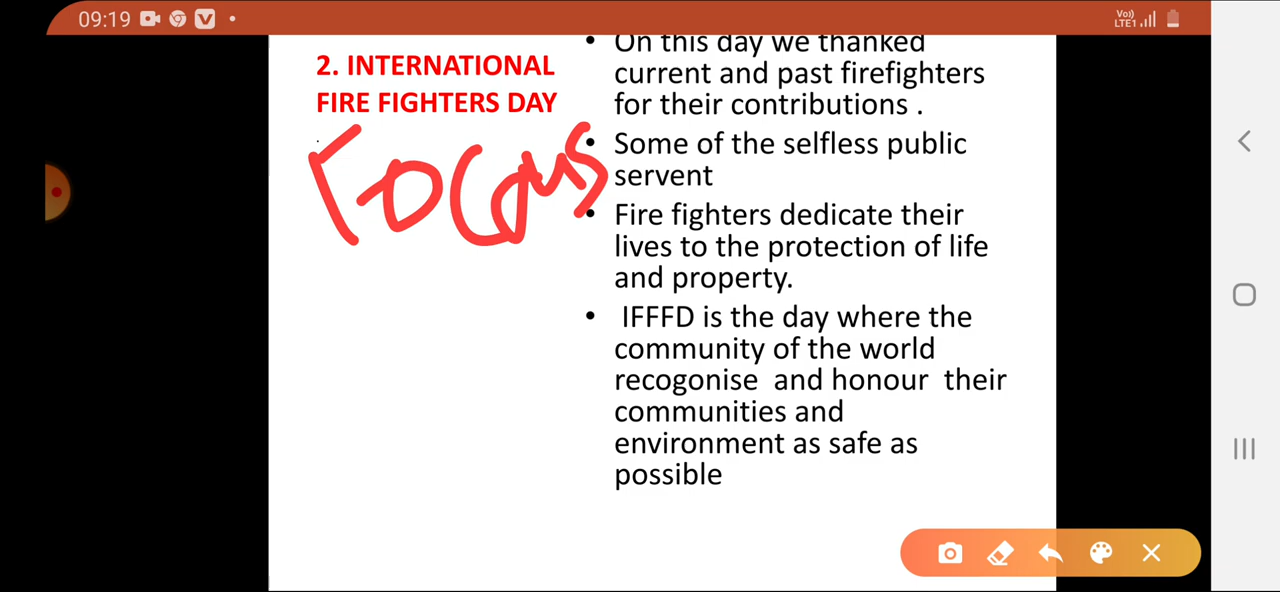 09:19
Vo)) LTE1
2. INTERNATIONAL
FIRE FIGHTERS DAY
Focus
• On this day we thanked
current and past firefighters
for their contributions .
• Some of the selfless public
servent
• Fire fighters dedicate their
lives to the protection of life
and property.
• IFFFD is the day where the
community of the world
recogonise and honour their
communities and
environment as safe as
possible